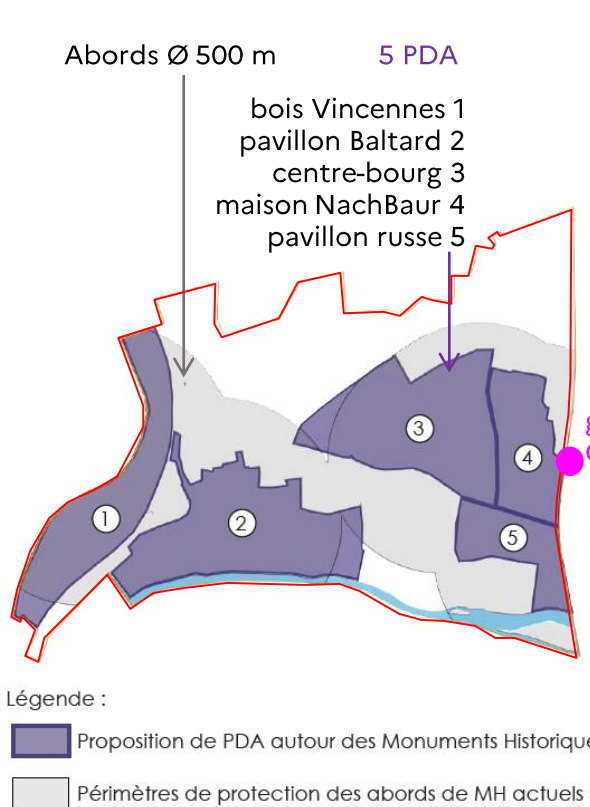 Abords Ø 500 m
5 PDA
bois Vincennes 1
pavillon Baltard 2
centre-bourg 3
maison NachBaur 4
pavillon russe 5
3
4
1
2
5
Légende :
Proposition de PDA autour des Monuments Historique
Périmètres de protection des abords de MH actuels